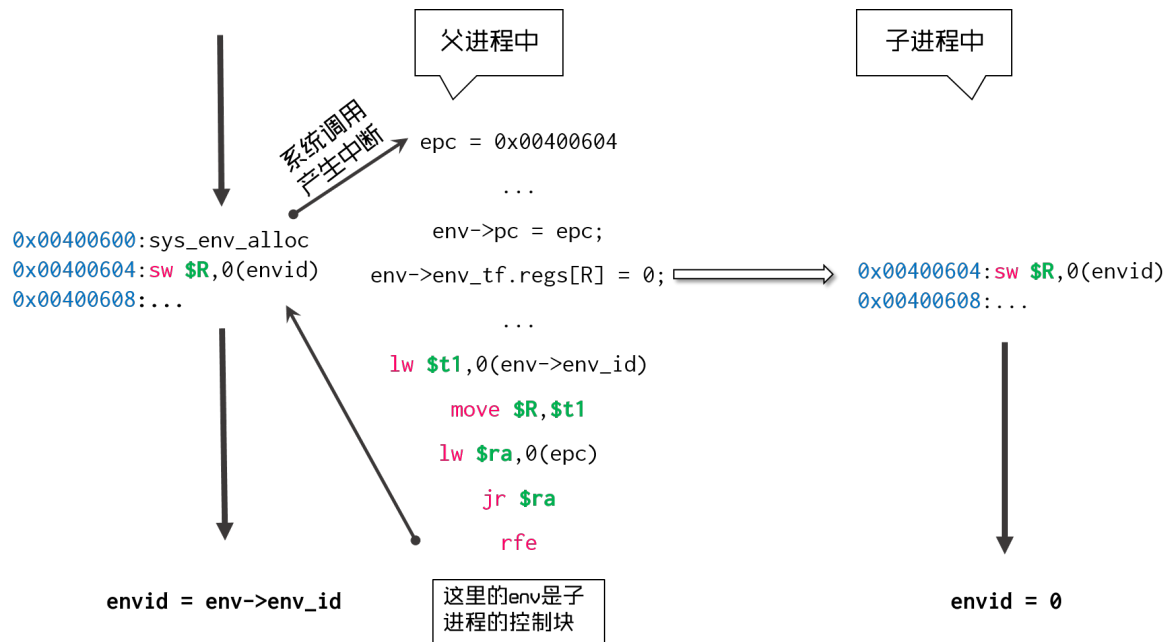 父进程中
子进程中
系统调用
产生中断
epc = 0x00400604
...
env->pc = epc;
0x00400600:sys_env_alloc
0x00400604:sw $R,0(envid)
0x00400608:...
env->env_tf.regs[R] = 0;
0x00400604:sw $R,0(envid)
0x00400608:...
...
lw $t1,0(env->env_id)
move $R,$t1
lw $ra,0(epc)
jr $ra
rfe
envid = env->env_id
这里的env是子
进程的控制块
envid = 0